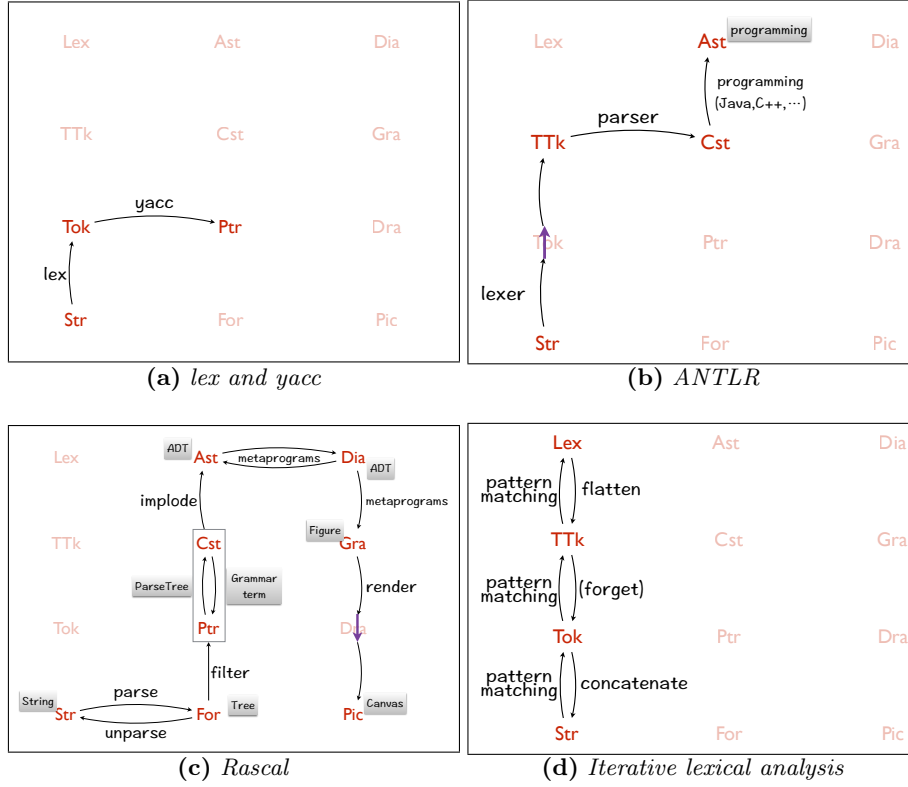 Lex Ast Dia
TTk Cst Gra
yacc
Tok Ptr Dra
lex
Str For Pic
(a) lex and yacc
programming
Lex Ast Dia
programming
(Java,C++,···)
parser
TTk Cst Gra
Tok Ptr Dra
lexer
Str For Pic
(b) ANTLR
ADT
Lex Ast metaprograms Dia
ADT
implode metaprograms
Figure
TTk Cst Gra
ParseTree Grammar term render
Tok Ptr Dra
filter
String parse Tree Canvas
Str For Pic
unparse
(c) Rascal
Lex Ast Dia
pattern
matching flatten
TTk Cst Gra
pattern
matching (forget)
Tok Ptr Dra
pattern
matching concatenate
Str For Pic
(d) Iterative lexical analysis